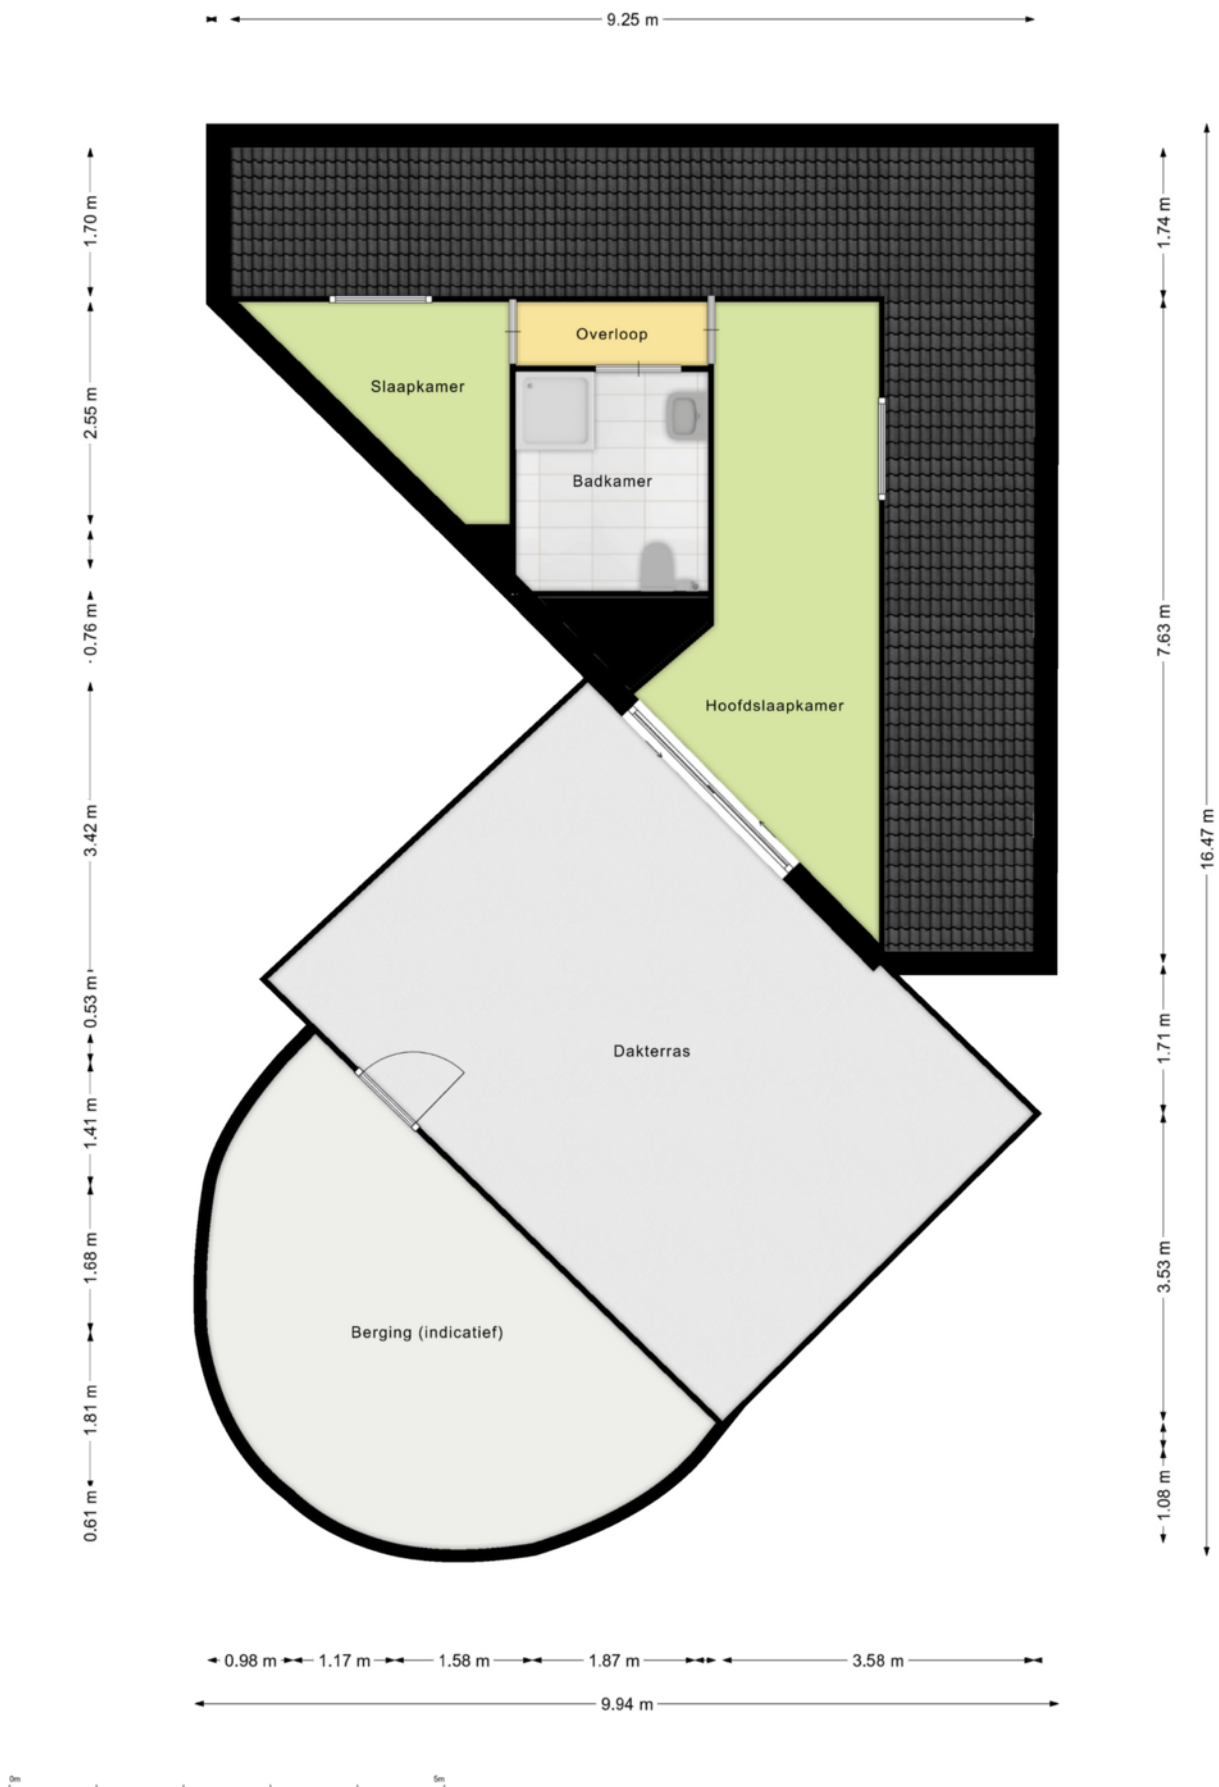 9.25 m
1.70 m
1.74 m
Overloop
Slaapkamer
2.55 m
Badkamer
0.76 m
7.63 m
Hoofdslaapkamer
3.42 m
16.47 m
0.53 m
Dakterras
1.71 m
1.41 m
1.68 m
3.53 m
Berging (indicatief)
1.81 m
1.08 m
0.61 m
0.98 m 1.17 m 1.58 m 1.87 m 3.58 m
9.94 m
0m 5m